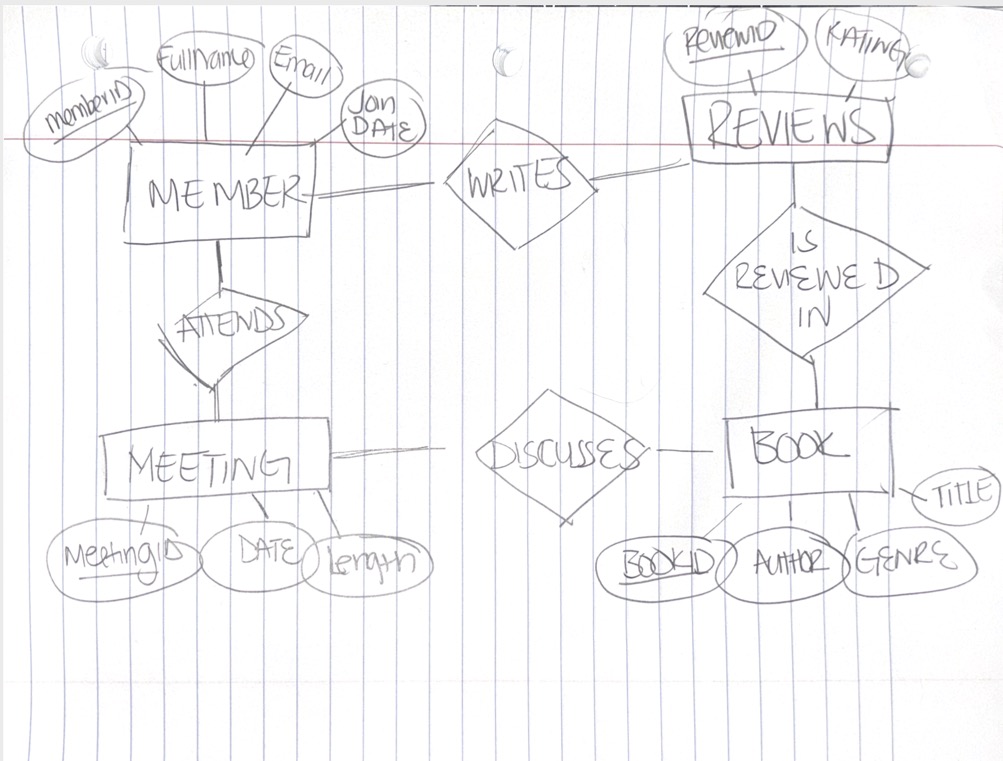 ReviewID
KATING
FullName
Email
memberID
Join
DATE
REVIEWS
MEMBER
WRITES
IS
REVIEWED
IN
ATTENDS
MEETING
DISCUSSES
BOOK
TITLE
MeetingID
DATE
Length
BOOKID
AUTHOR
GENRE